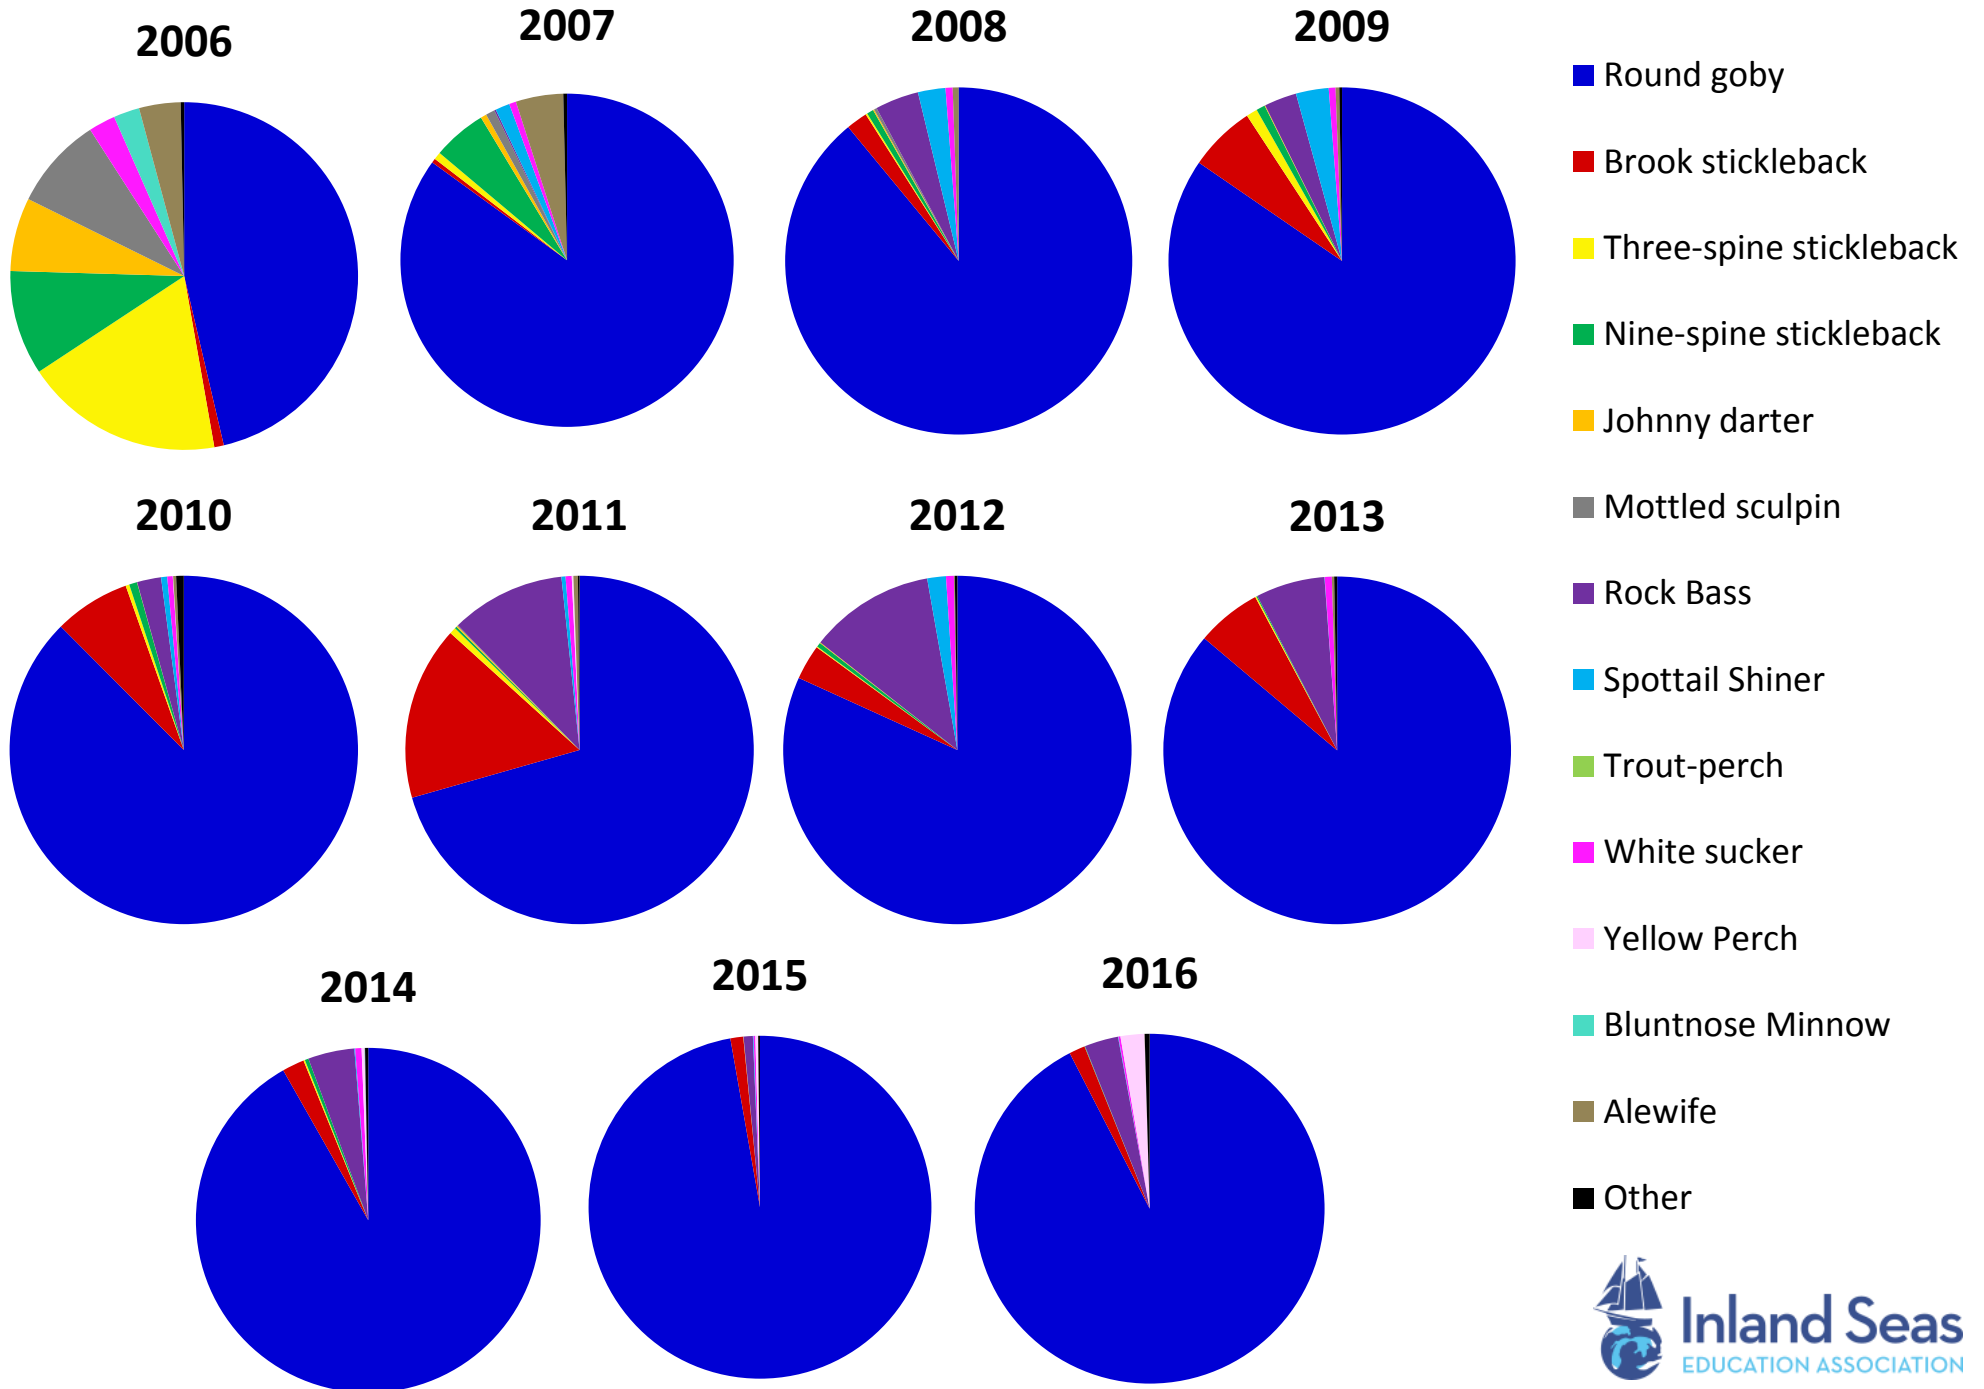 2006
2007
2008
2009
2010
2011
2012
2013
2014
2015
2016
Round goby
Brook stickleback
Three-spine stickleback
Nine-spine stickleback
Johnny darter
Mottled sculpin
Rock Bass
Spottail Shiner
Trout-perch
White sucker
Yellow Perch
Bluntnose Minnow
Alewife
Other
Inland Seas
EDUCATION ASSOCIATION